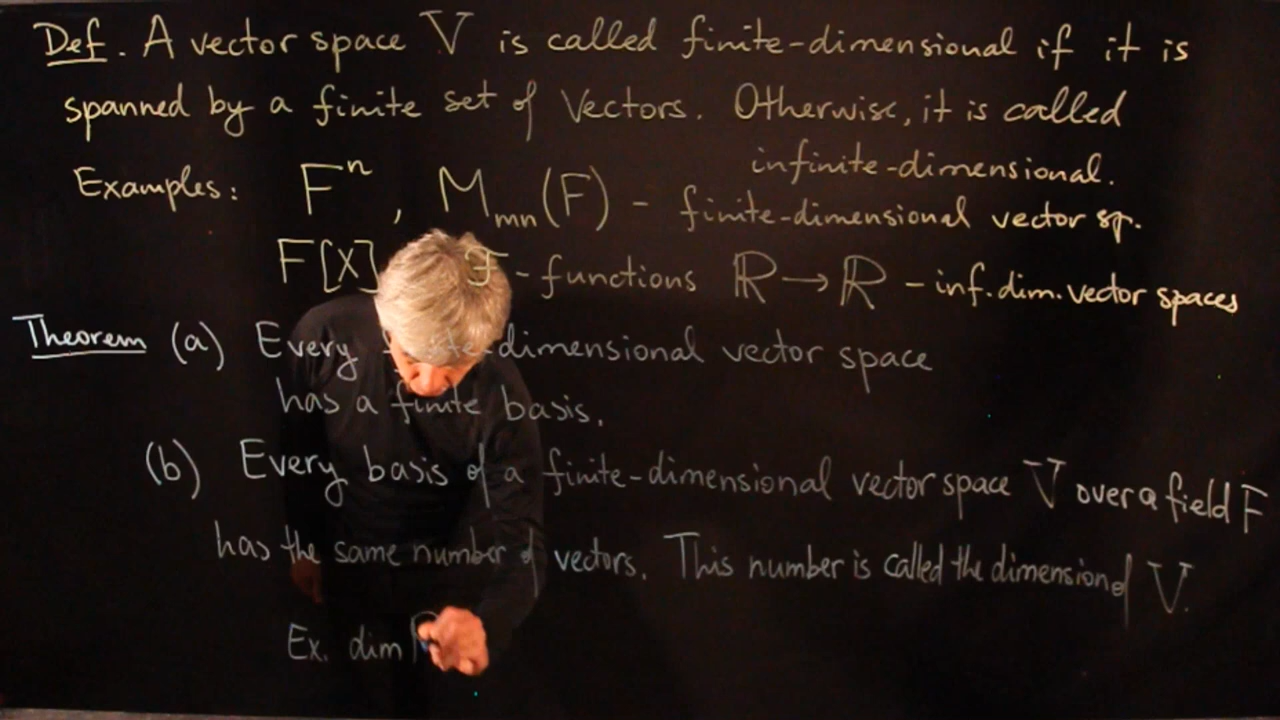 Def. A vector space V is called finite-dimensional if it is
spanned by a finite set of vectors. Otherwise, it is called
infinite-dimensional.
Examples: Fⁿ, Mmn(F) - finite-dimensional vector sp.
F[X] F - functions ℝ → ℝ - inf. dim. vector spaces
Theorem (a) Every finite-dimensional vector space
has a finite basis.
(b) Every basis of a finite-dimensional vector space V over a field F
has the same number of vectors. This number is called the dimension of V.
Ex. dim